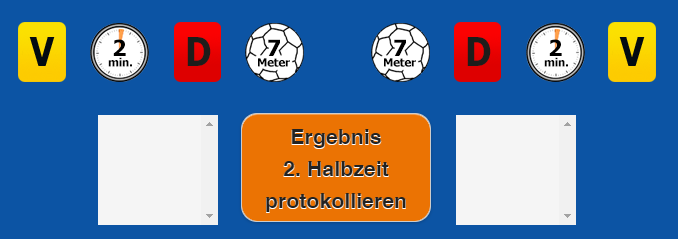 V 2 min. D 7 Meter 7 Meter D 2 min. V
Ergebnis
2. Halbzeit
protokollieren